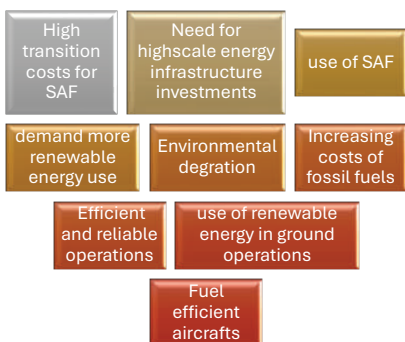 High
transition
costs for
SAF
Need for
highscale energy
infrastructure
investments
use of SAF
demand more
renewable
energy use
Environmental
degration
Increasing
costs of
fossil fuels
Efficient
and reliable
operations
use of renewable
energy in ground
operations
Fuel
efficient
aircrafts